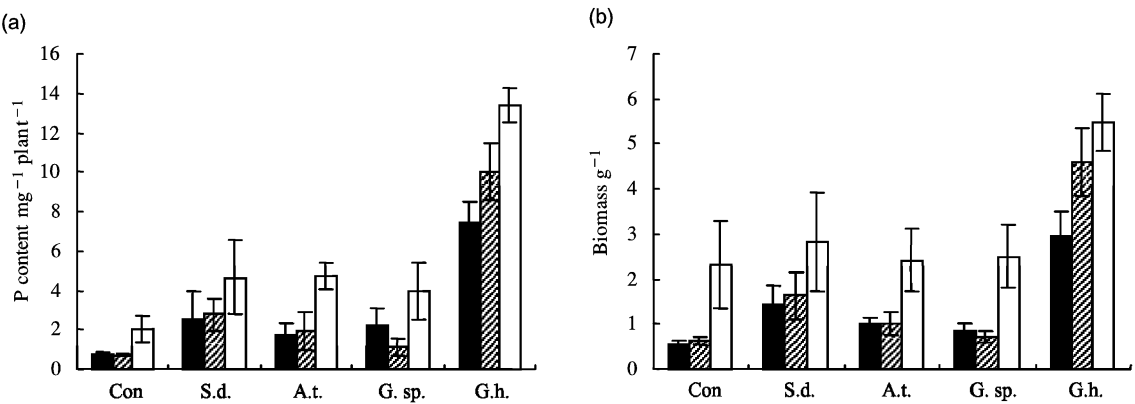 (a)
P content mg⁻¹ plant⁻¹
16
14
12
10
8
6
4
2
0
Con S.d. A.t. G. sp. G.h.
(b)
Biomass g⁻¹
7
6
5
4
3
2
1
0
Con S.d. A.t. G. sp. G.h.